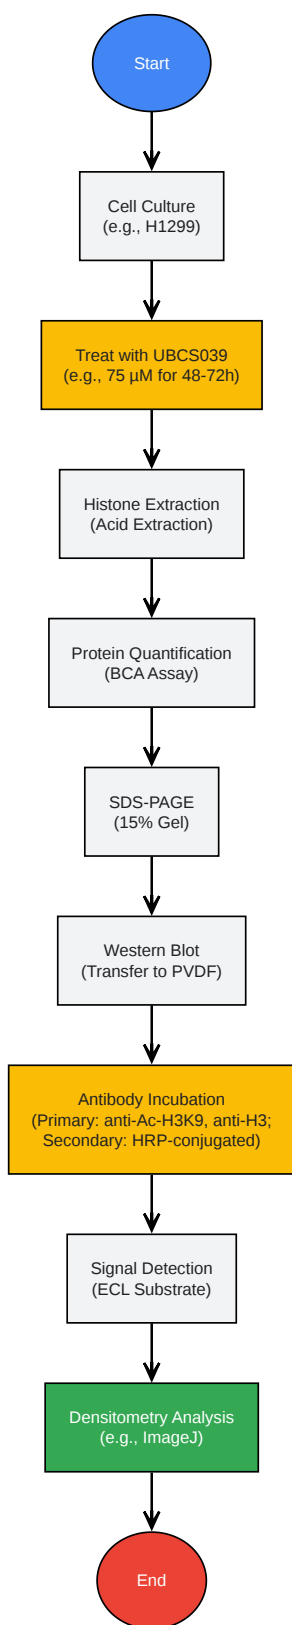 Start
Cell Culture
(e.g., H1299)
Treat with UBCS039
(e.g., 75 µM for 48-72h)
Histone Extraction
(Acid Extraction)
Protein Quantification
(BCA Assay)
SDS-PAGE
(15% Gel)
Western Blot
(Transfer to PVDF)
Antibody Incubation
(Primary: anti-Ac-H3K9, anti-H3;
Secondary: HRP-conjugated)
Signal Detection
(ECL Substrate)
Densitometry Analysis
(e.g., ImageJ)
End